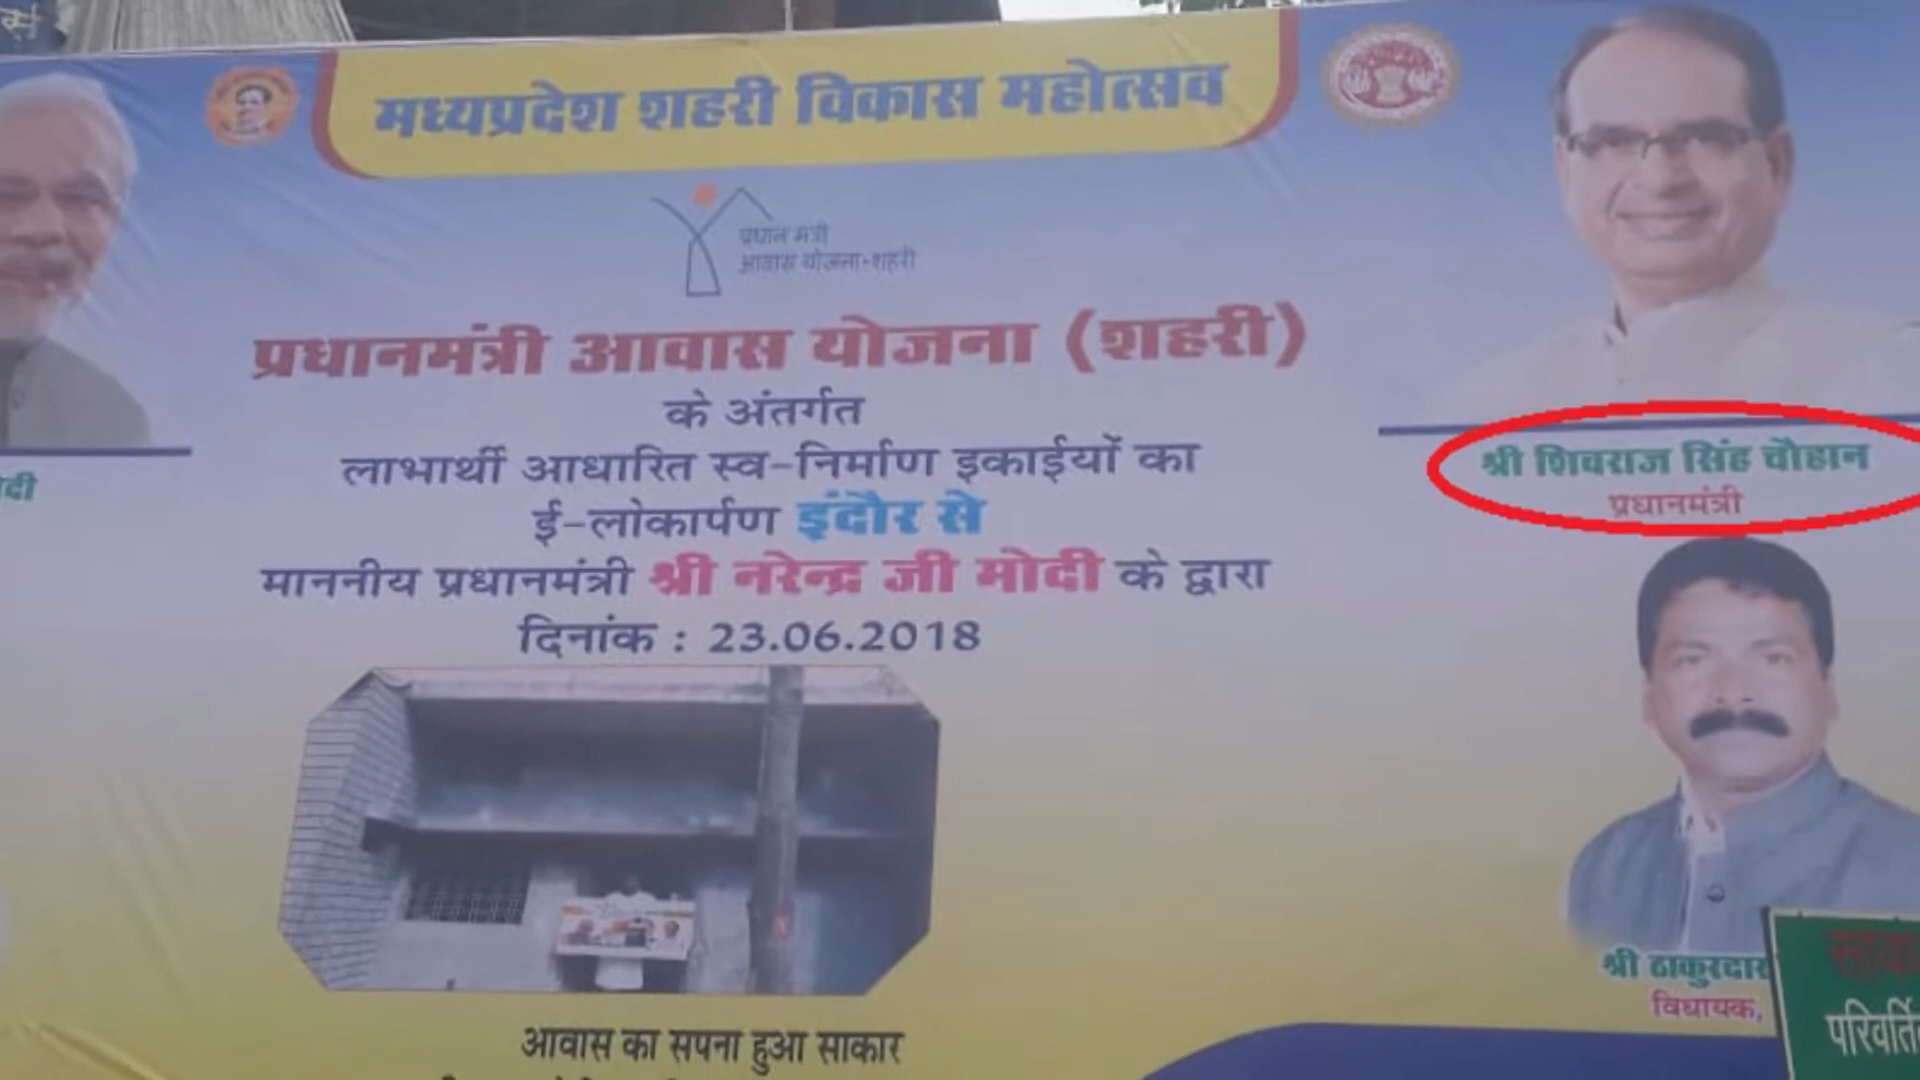 मध्यप्रदेश शहरी विकास महोत्सव
प्रधान मंत्री
आवास योजना-शहरी
प्रधानमंत्री आवास योजना (शहरी)
के अंतर्गत
लाभार्थी आधारित स्व-निर्माण इकाईयों का
ई-लोकार्पण इंदौर से
माननीय प्रधानमंत्री श्री नरेन्द्र जी मोदी के द्वारा
दिनांक : 23.06.2018
आवास का सपना हुआ साकार
श्री शिवराज सिंह चौहान
प्रधानमंत्री
श्री ठाकुरदास
विधायक,